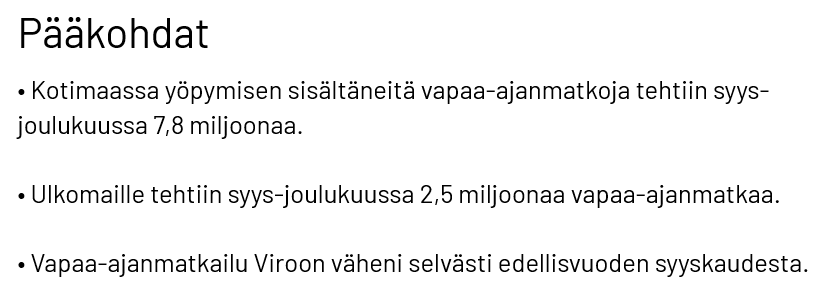 Pääkohdat
• Kotimaassa yöpymisen sisältäneitä vapaa-ajanmatkoja tehtiin syys-
joulukuussa 7,8 miljoonaa.
• Ulkomaille tehtiin syys-joulukuussa 2,5 miljoonaa vapaa-ajanmatkaa.
• Vapaa-ajanmatkailu Viroon väheni selvästi edellisvuoden syyskaudesta.